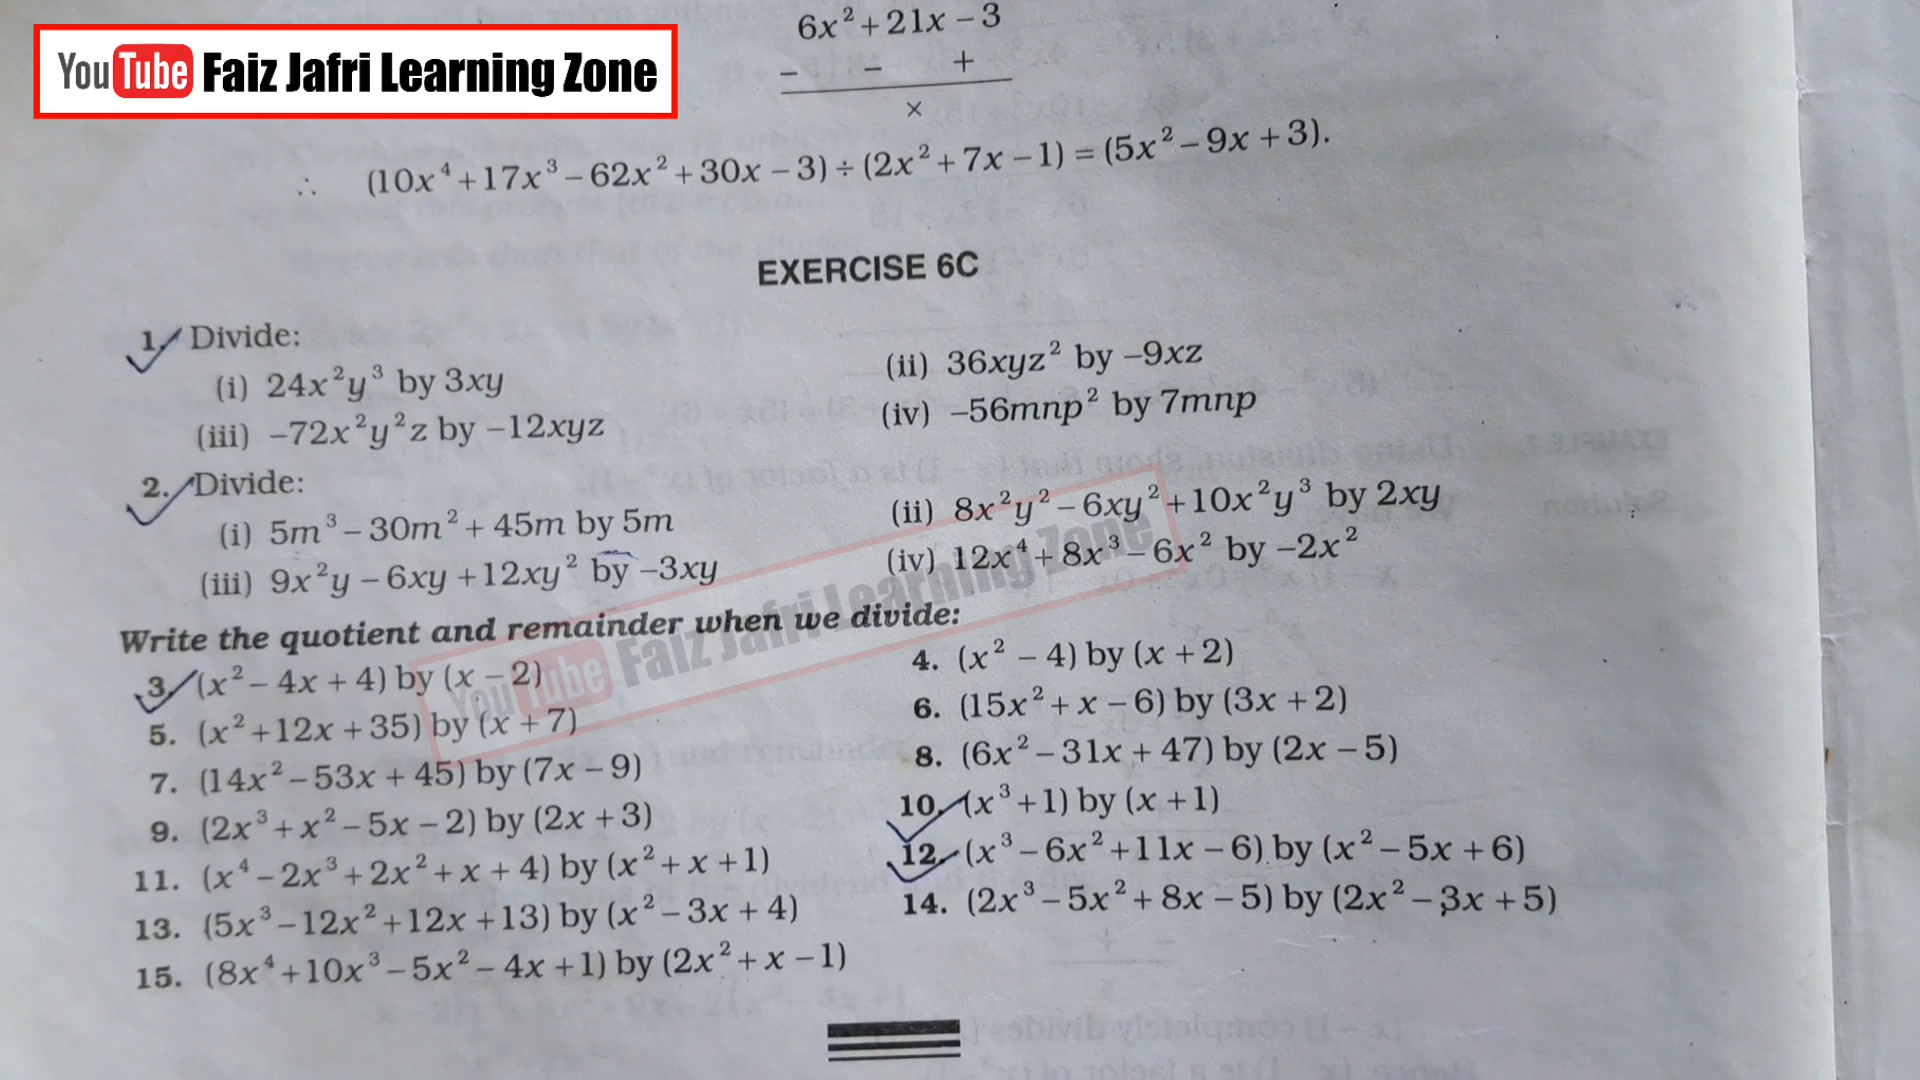 YouTube Faiz Jafri Learning Zone
6x² + 21x – 3
– – +
×
∴ (10x⁴ + 17x³ – 62x² + 30x – 3) ÷ (2x² + 7x – 1) = (5x² – 9x + 3).
EXERCISE 6C
1. Divide:
(i) 24x²y³ by 3xy
(ii) 36xyz² by –9xz
(iii) –72x²y²z by –12xyz
(iv) –56mnp² by 7mnp
2. Divide:
(i) 5m³ – 30m² + 45m by 5m
(ii) 8x²y² – 6xy² + 10x²y³ by 2xy
(iii) 9x²y – 6xy + 12xy² by –3xy
(iv) 12x⁴ + 8x³ – 6x² by –2x²
Write the quotient and remainder when we divide:
3. (x² – 4x + 4) by (x – 2)
4. (x² – 4) by (x + 2)
5. (x² + 12x + 35) by (x + 7)
6. (15x² + x – 6) by (3x + 2)
7. (14x² – 53x + 45) by (7x – 9)
8. (6x² – 31x + 47) by (2x – 5)
9. (2x³ + x² – 5x – 2) by (2x + 3)
10. (x³ + 1) by (x + 1)
11. (x⁴ – 2x³ + 2x² + x + 4) by (x² + x + 1)
12. (x³ – 6x² + 11x – 6) by (x² – 5x + 6)
13. (5x³ – 12x² + 12x + 13) by (x² – 3x + 4)
14. (2x³ – 5x² + 8x – 5) by (2x² – 3x + 5)
15. (8x⁴ + 10x³ – 5x² – 4x + 1) by (2x² + x – 1)
YouTube Faiz Jafri Learning Zone